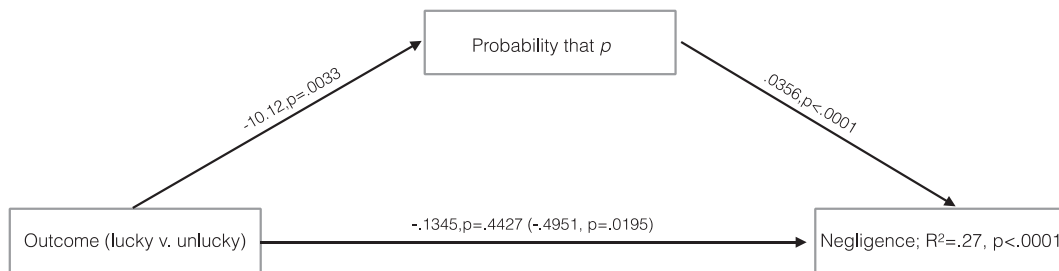 Probability that p
-10.12,p=.0033
.0356,p<.0001
-.1345,p=.4427 (-.4951, p=.0195)
Outcome (lucky v. unlucky)
Negligence; R²=.27, p<.0001